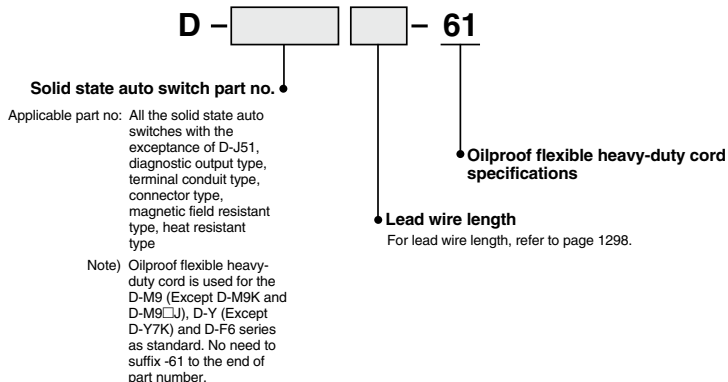 D – – 61
Solid state auto switch part no.
Applicable part no: All the solid state auto
switches with the
exceptance of D-J51,
diagnostic output type,
terminal conduit type,
connector type,
magnetic field resistant
type, heat resistant
type
Note) Oilproof flexible heavy-
duty cord is used for the
D-M9 (Except D-M9K and
D-M9□J), D-Y (Except
D-Y7K) and D-F6 series
as standard. No need to
suffix -61 to the end of
part number.
Oilproof flexible heavy-duty cord
specifications
Lead wire length
For lead wire length, refer to page 1298.